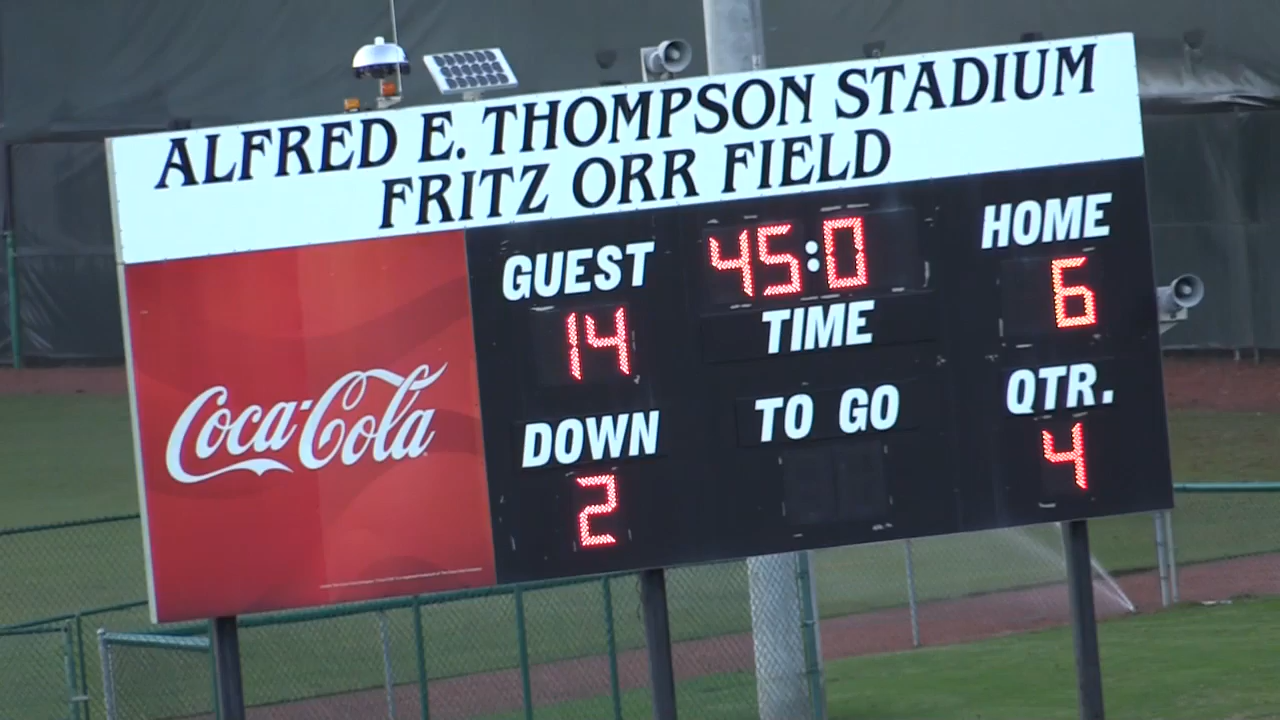 ALFRED E. THOMPSON STADIUM
FRITZ ORR FIELD
Coca-Cola
GUEST
14
45:0
TIME
HOME
6
DOWN
2
TO GO
QTR.
4